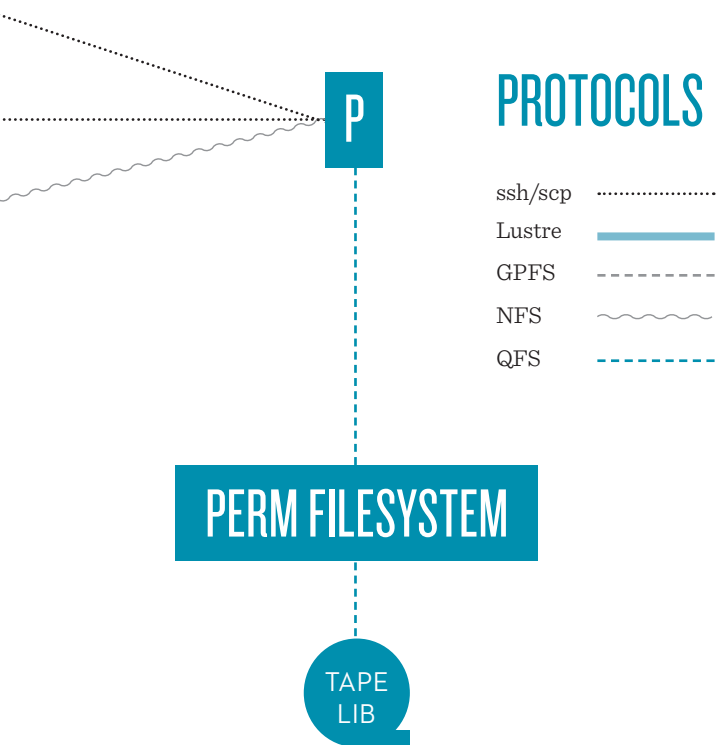 P
PROTOCOLS
ssh/scp
Lustre
GPFS
NFS
QFS
PERM FILESYSTEM
TAPE
LIB